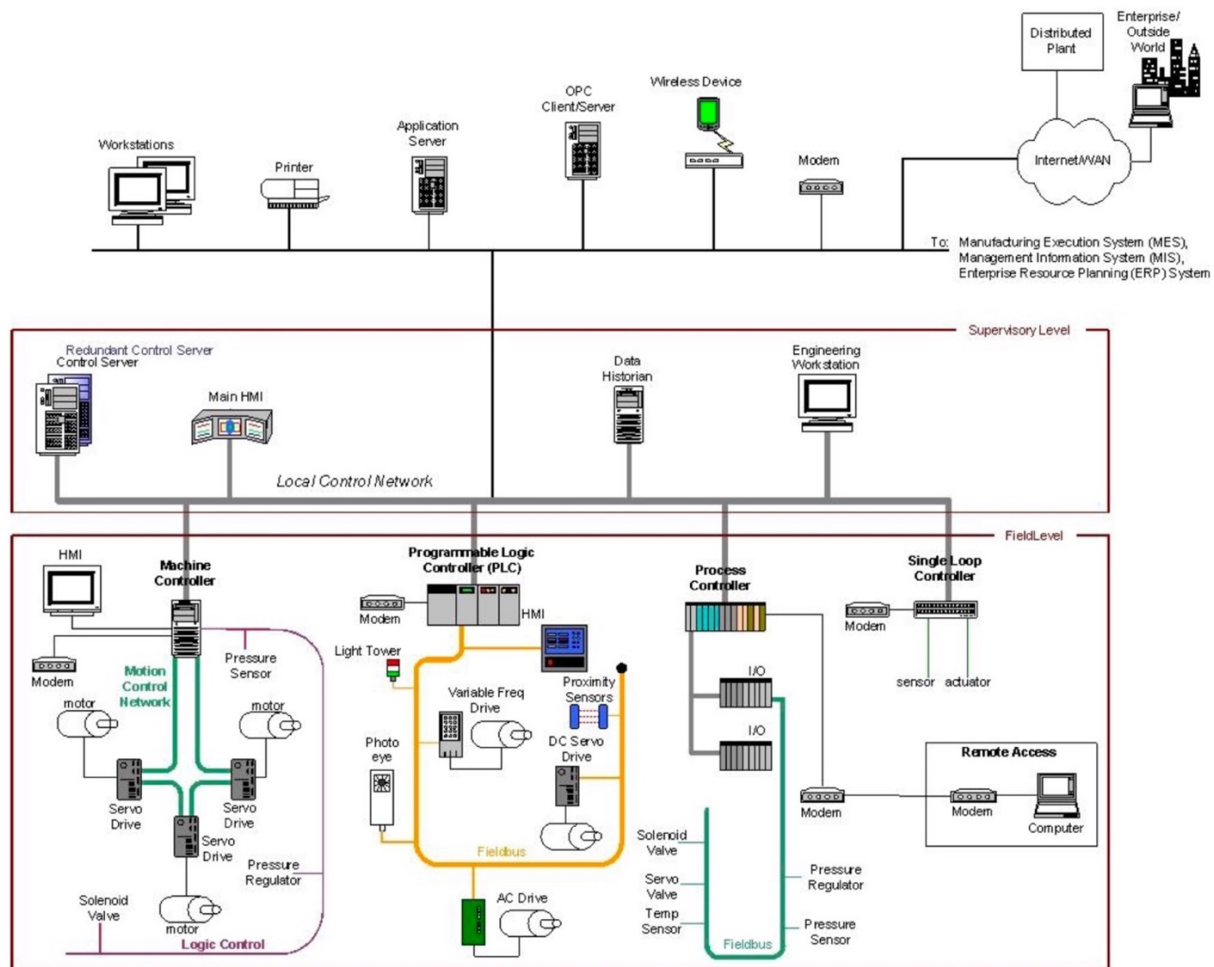 Distributed
Plant
Enterprise/
Outside
World
Internet/WAN
Workstations
Printer
Application
Server
OPC
Client/Server
Wireless Device
Modem
To: Manufacturing Execution System (MES),
Management Information System (MIS),
Enterprise Resource Planning (ERP) System
Supervisory Level
Redundant Control Server
Control Server
Main HMI
Data
Historian
Engineering
Workstation
Local Control Network
FieldLevel
HMI
Machine
Controller
Modem
Pressure
Sensor
Motion
Control
Network
motor
motor
Servo
Drive
Servo
Drive
Servo
Drive
motor
Pressure
Regulator
Solenoid
Valve
Logic Control
Programmable Logic
Controller (PLC)
Modem
HMI
Light Tower
Variable Freq
Drive
Proximity
Sensors
Photo
eye
DC Servo
Drive
Fieldbus
AC Drive
Process
Controller
I/O
I/O
Solenoid
Valve
Servo
Valve
Temp
Sensor
Pressure
Regulator
Pressure
Sensor
Fieldbus
Modem
Single Loop
Controller
Modem
sensor
actuator
Remote Access
Modem
Computer